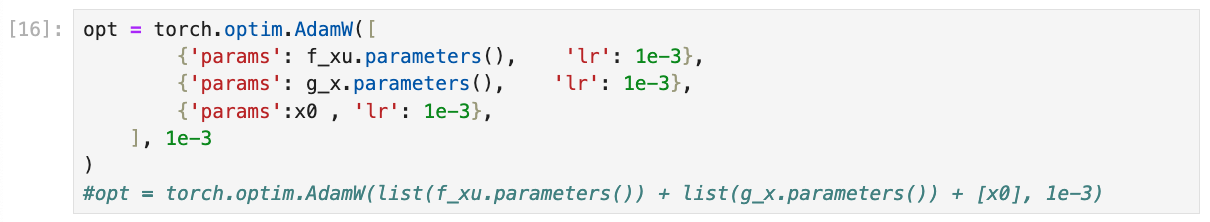 [16]: opt = torch.optim.AdamW([
        {'params': f_xu.parameters(),    'lr': 1e-3},
        {'params': g_x.parameters(),    'lr': 1e-3},
        {'params':x0 , 'lr': 1e-3},
    ], 1e-3
)
#opt = torch.optim.AdamW(list(f_xu.parameters()) + list(g_x.parameters()) + [x0], 1e-3)